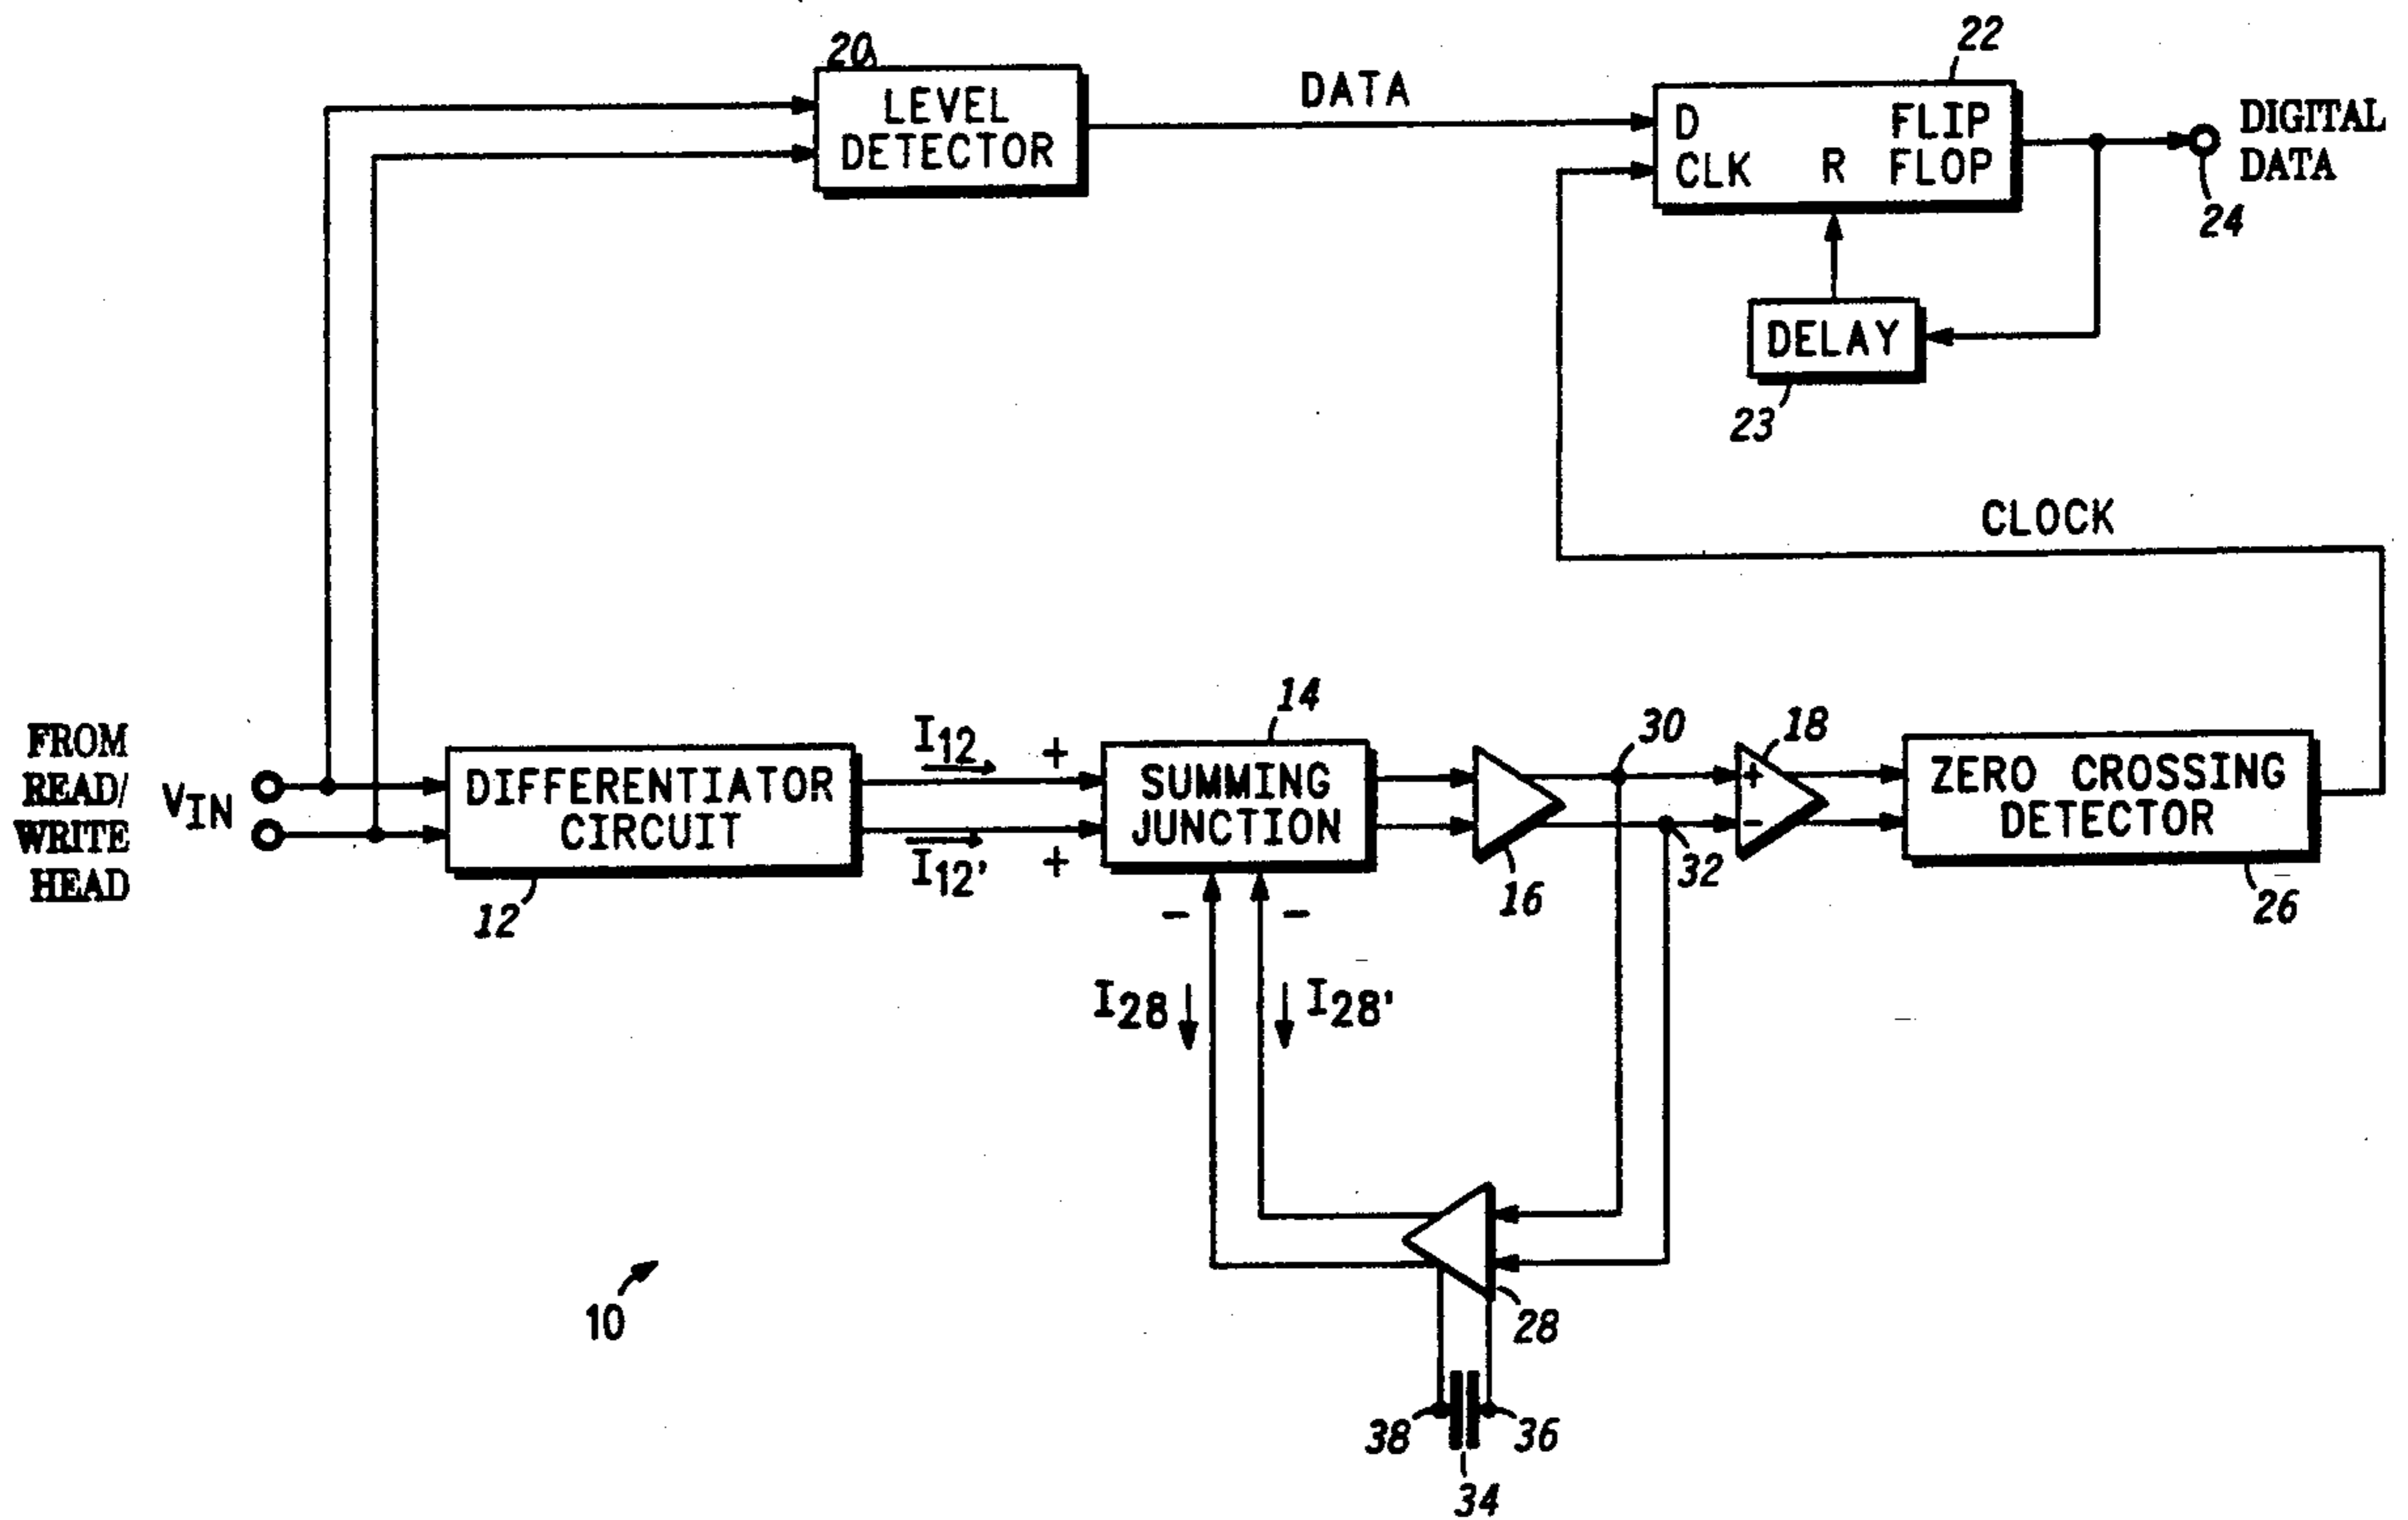 20
LEVEL
DETECTOR
DATA
22
D
FLIP
CLK
R
FLOP
DIGITAL
DATA
24
DELAY
23
CLOCK
FROM
READ/
WRITE
HEAD
VIN
DIFFERENTIATOR
CIRCUIT
12
I12
+
I12'
+
14
SUMMING
JUNCTION
16
30
18
+
-
32
ZERO CROSSING
DETECTOR
26
-
-
I28
I28'
28
10
38
36
34